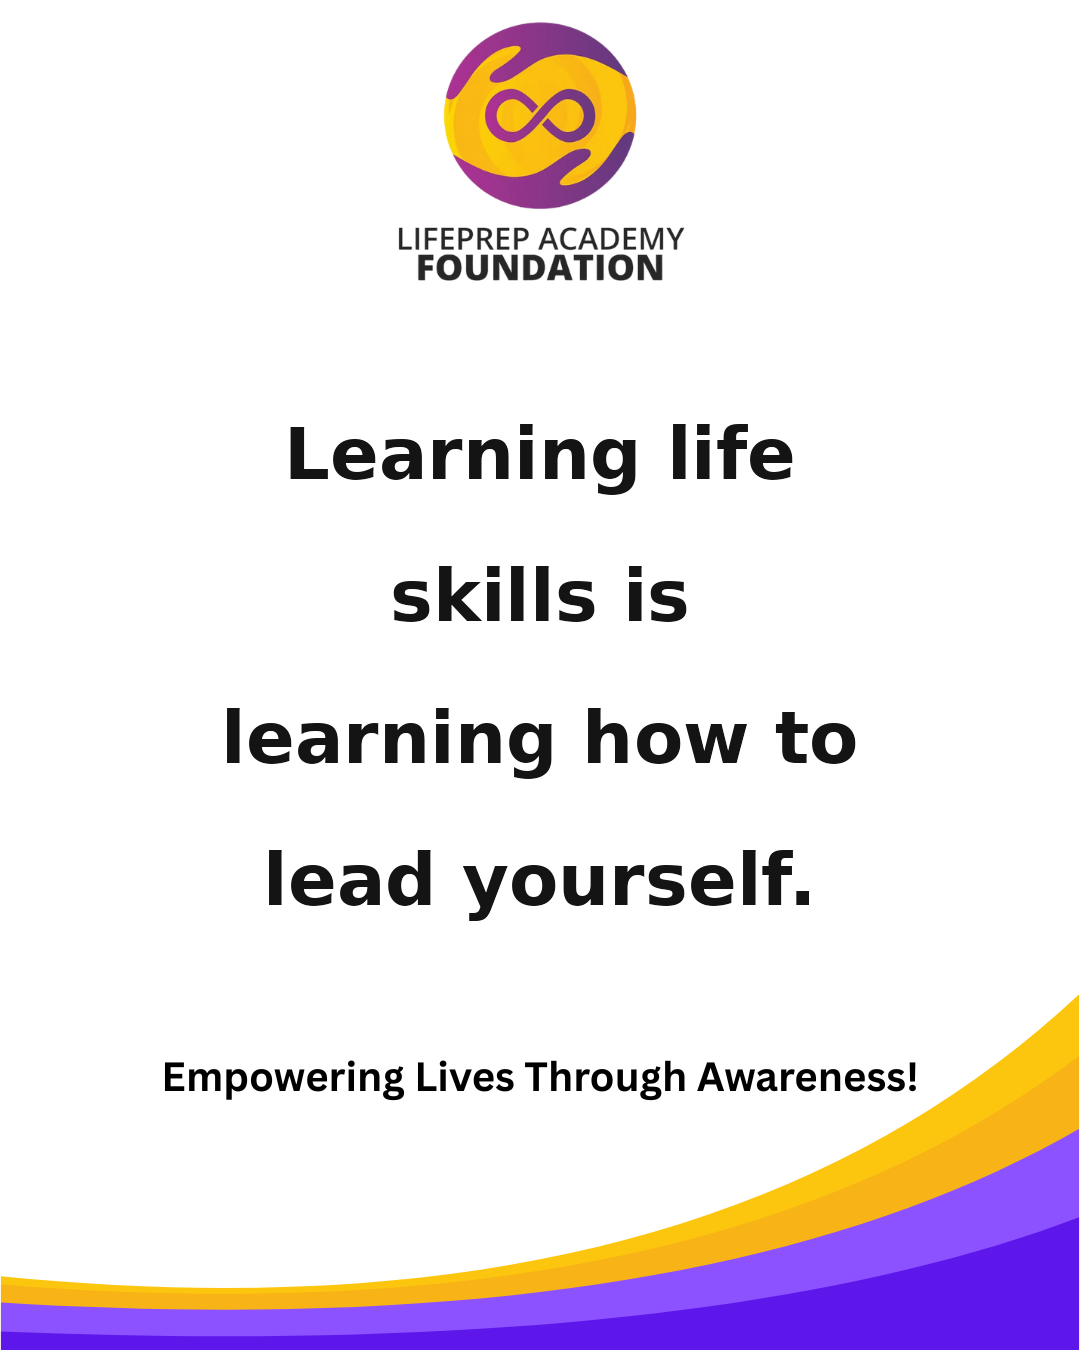 LIFEPREP ACADEMY
FOUNDATION
Learning life
skills is
learning how to
lead yourself.
Empowering Lives Through Awareness!